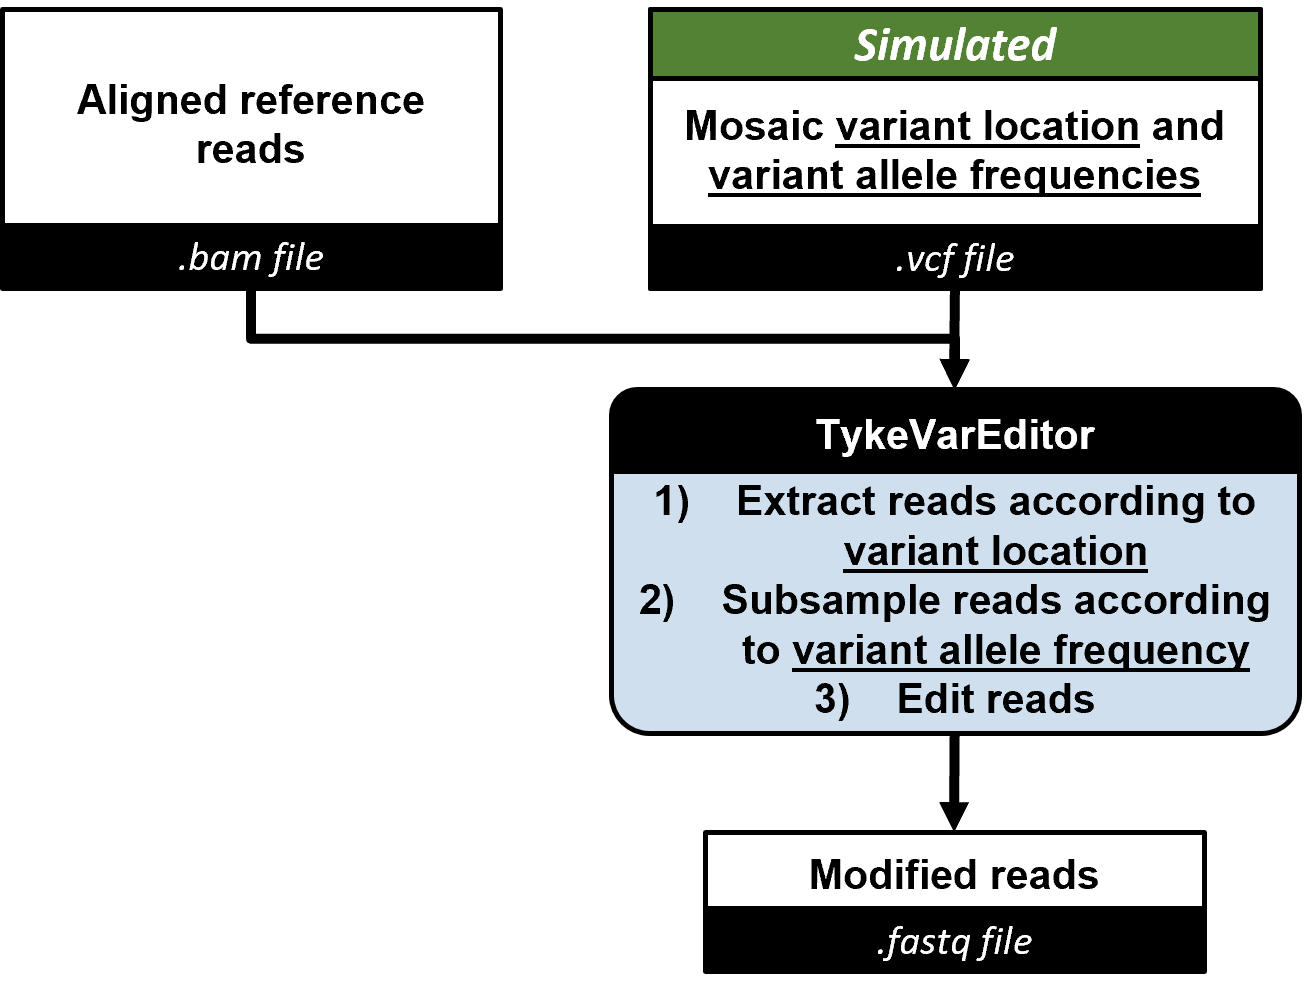 Aligned reference
reads
.bam file
Simulated
Mosaic variant location and
variant allele frequencies
.vcf file
TykeVarEditor
1) Extract reads according to
variant location
2) Subsample reads according
to variant allele frequency
3) Edit reads
Modified reads
.fastq file